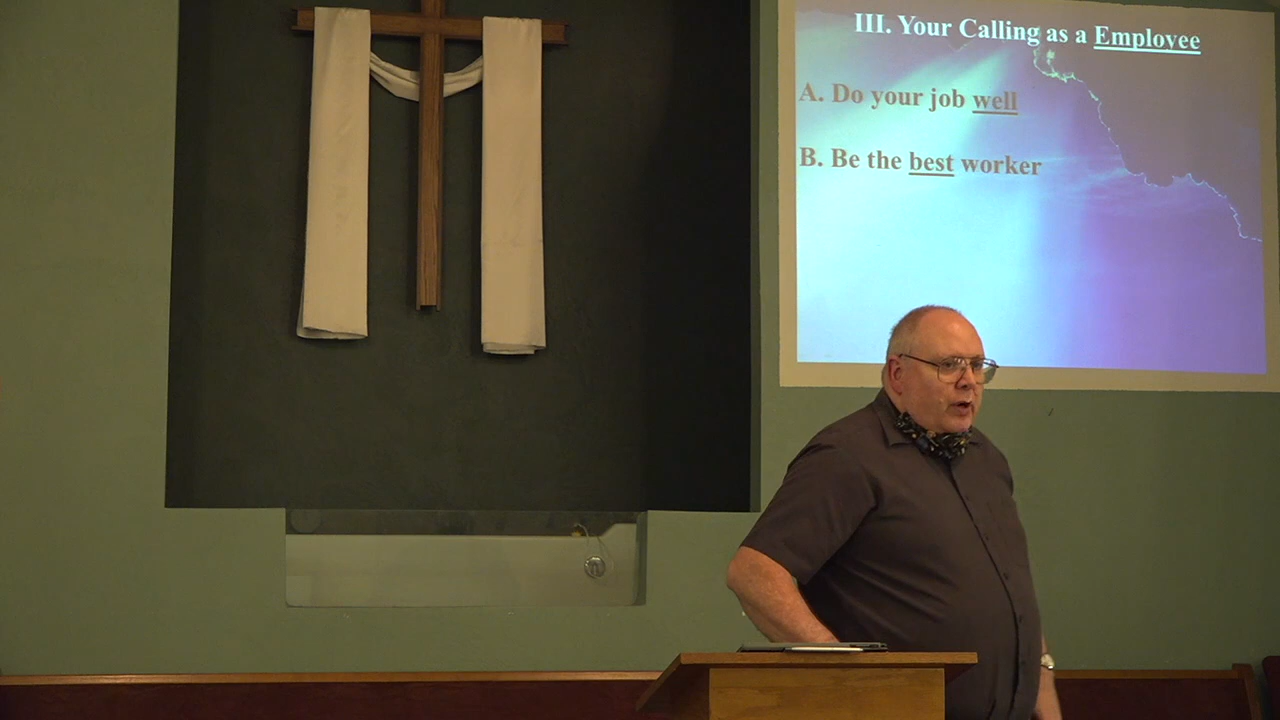 III. Your Calling as a Employee
A. Do your job well
B. Be the best worker